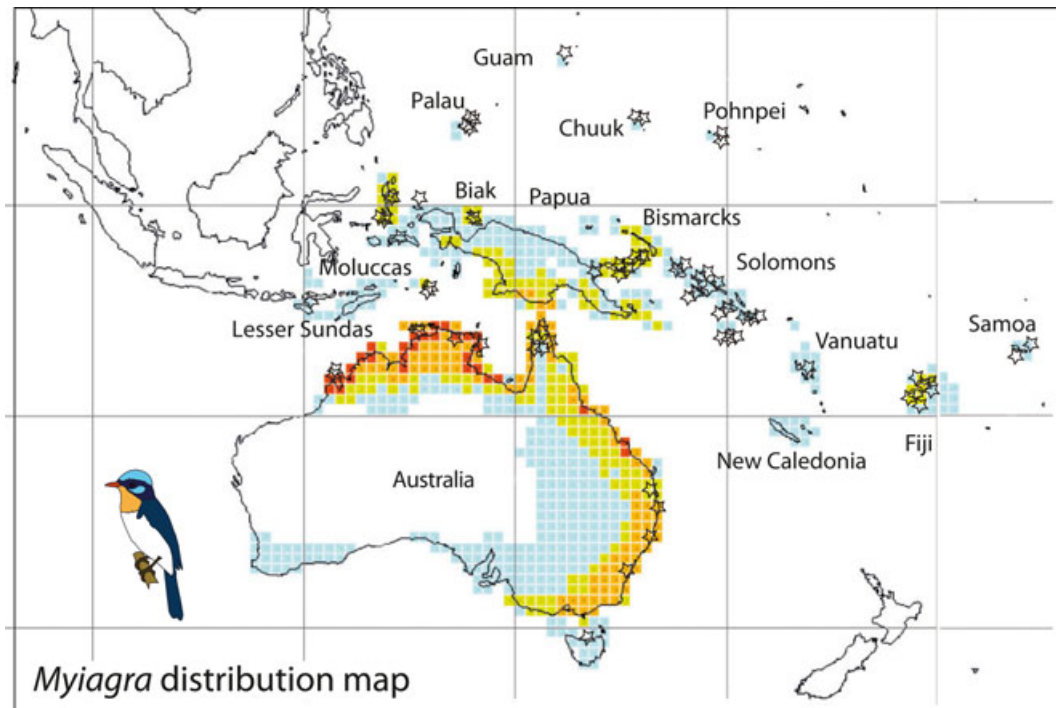 Guam
Palau
Chuuk
Pohnpei
Biak
Papua
Bismarcks
Moluccas
Solomons
Lesser Sundas
Vanuatu
Samoa
New Caledonia
Fiji
Australia
Myiagra distribution map